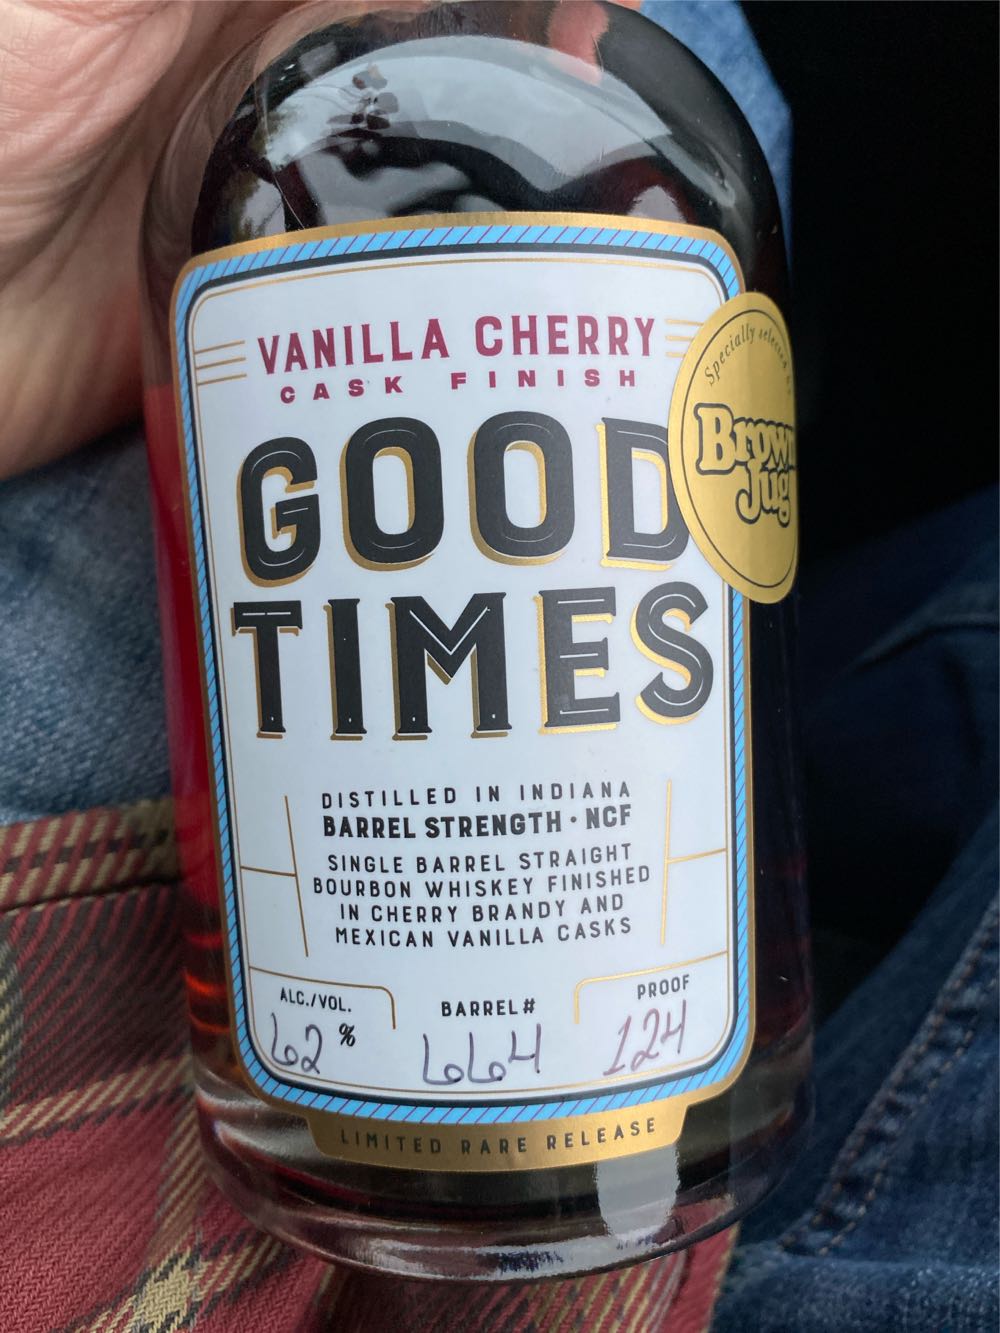 VANILLA CHERRY
CASK FINISH
GOOD
TIMES
Specially selected
Brown
Jug
DISTILLED IN INDIANA
BARREL STRENGTH • NCF
SINGLE BARREL STRAIGHT
BOURBON WHISKEY FINISHED
IN CHERRY BRANDY AND
MEXICAN VANILLA CASKS
ALC./VOL.
62 %
BARREL#
664
PROOF
124
LIMITED RARE RELEASE